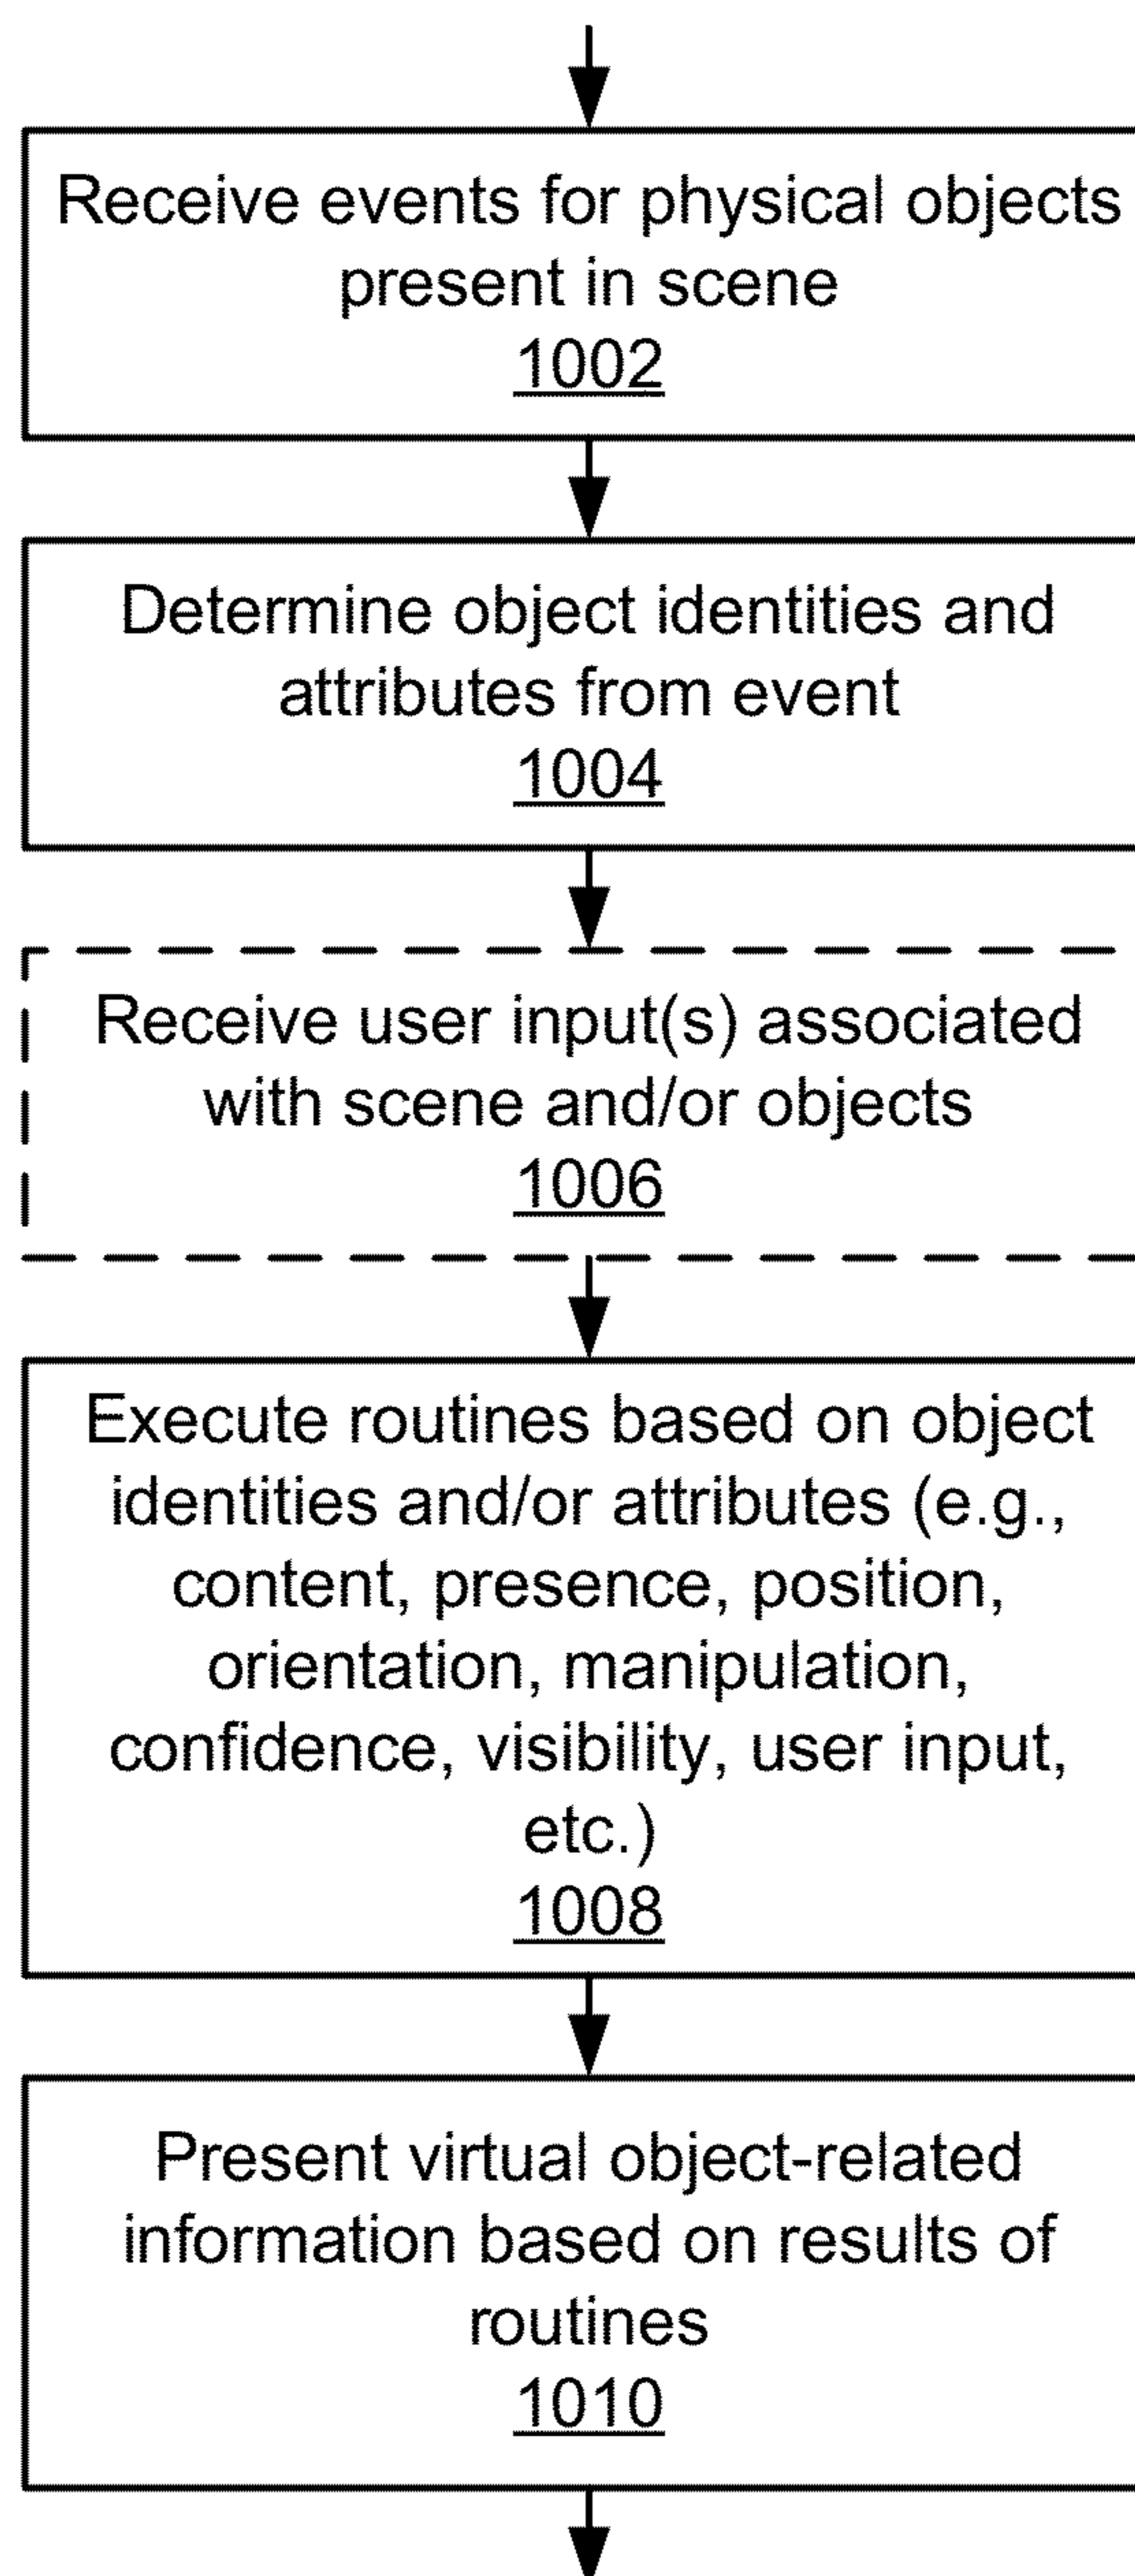 Receive events for physical objects
present in scene
1002
Determine object identities and
attributes from event
1004
Receive user input(s) associated
with scene and/or objects
1006
Execute routines based on object
identities and/or attributes (e.g.,
content, presence, position,
orientation, manipulation,
confidence, visibility, user input,
etc.)
1008
Present virtual object-related
information based on results of
routines
1010